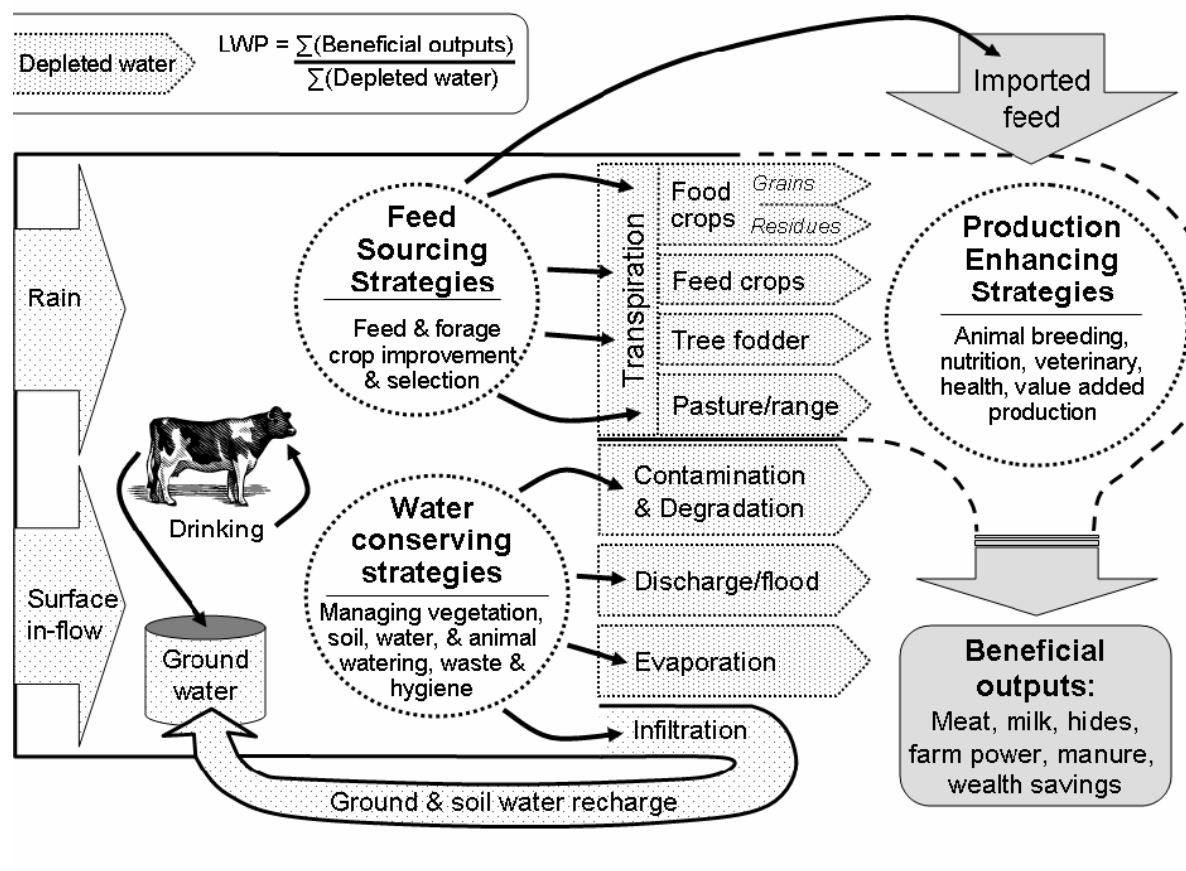 Depleted water
LWP = ∑(Beneficial outputs)
∑(Depleted water)
Imported
feed
Rain
Surface
in-flow
Feed
Sourcing
Strategies
Feed & forage
crop improvement
& selection
Transpiration
Food
crops
Grains
Residues
Feed crops
Tree fodder
Pasture/range
Production
Enhancing
Strategies
Animal breeding,
nutrition, veterinary,
health, value added
production
Drinking
Ground
water
Water
conserving
strategies
Managing vegetation,
soil, water, & animal
watering, waste &
hygiene
Contamination
& Degradation
Discharge/flood
Evaporation
Infiltration
Ground & soil water recharge
Beneficial
outputs:
Meat, milk, hides,
farm power, manure,
wealth savings